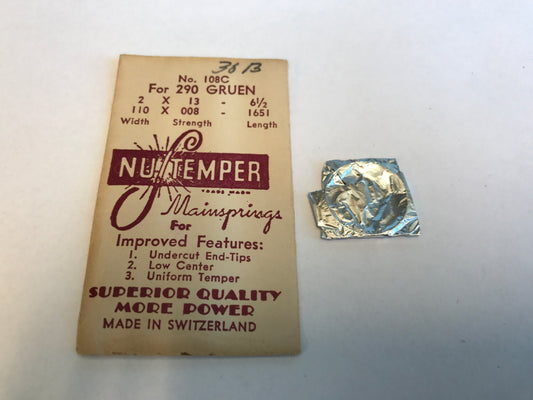 36 B
No. 108C
For 290 GRUEN
2 X 13 - 6½
110 X 008 - 1651
Width Strength Length
NU-TEMPER
TRADE MARK
Mainsprings
For
Improved Features:
1. Undercut End-Tips
2. Low Center
3. Uniform Temper
SUPERIOR QUALITY
MORE POWER
MADE IN SWITZERLAND